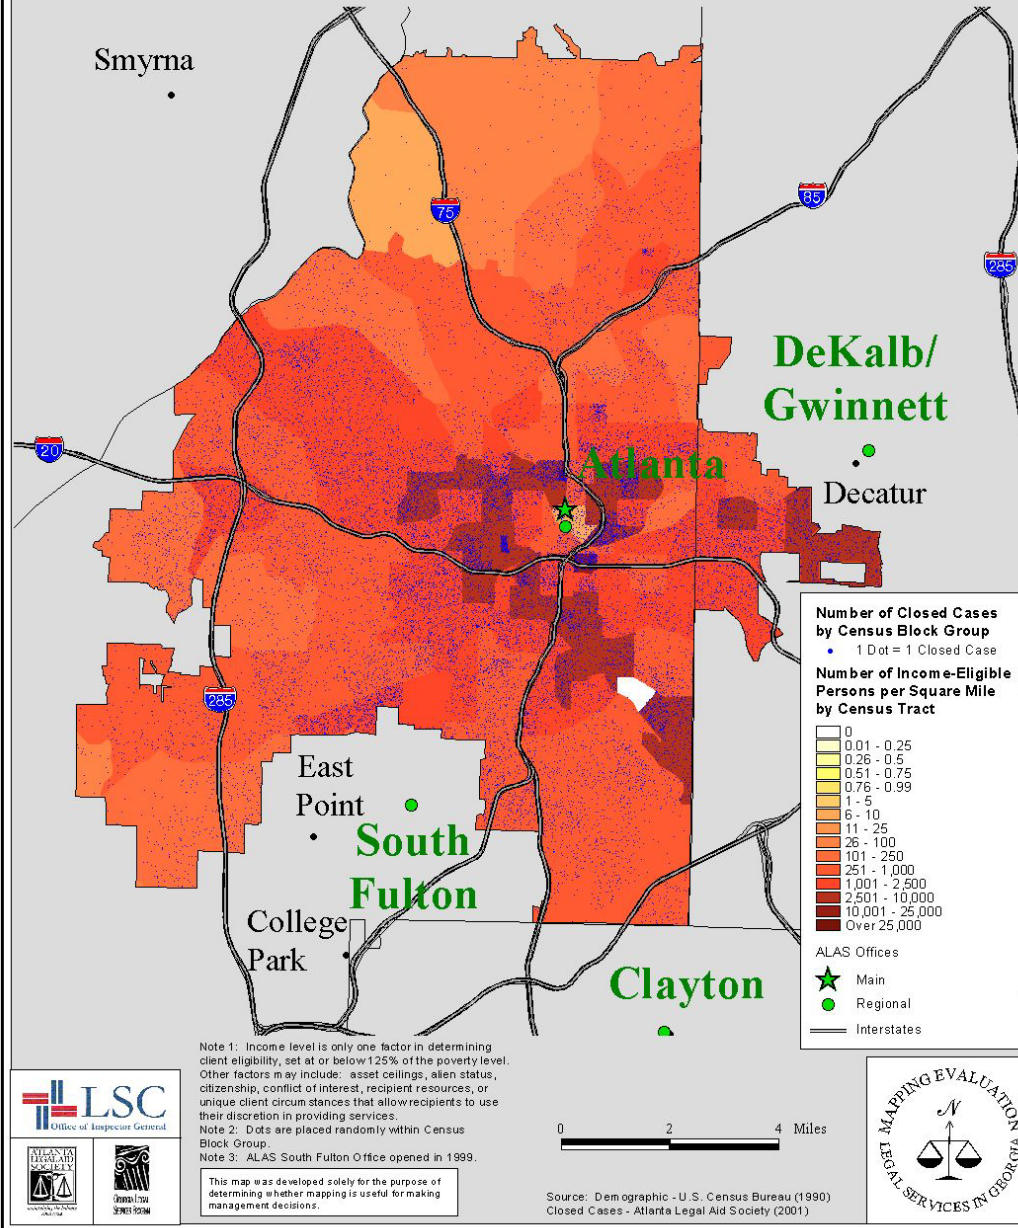 Smyrna
75
85
285
DeKalb/
Gwinnett
20
Atlanta
Decatur
285
East
Point
South
Fulton
College
Park
Clayton
Number of Closed Cases
by Census Block Group
1 Dot = 1 Closed Case
Number of Income-Eligible
Persons per Square Mile
by Census Tract
0
0.01 - 0.25
0.26 - 0.5
0.51 - 0.75
0.76 - 0.99
1 - 5
6 - 10
11 - 25
26 - 100
101 - 250
251 - 1,000
1,001 - 2,500
2,501 - 10,000
10,001 - 25,000
Over 25,000
ALAS Offices
Main
Regional
Interstates
Note 1: Income level is only one factor in determining
client eligibility, set at or below 125% of the poverty level.
Other factors may include: asset ceilings, alien status,
citizenship, conflict of interest, recipient resources, or
unique client circumstances that allow recipients to use
their discretion in providing services.
Note 2: Dots are placed randomly within Census
Block Group.
Note 3: ALAS South Fulton Office opened in 1999.
This map was developed solely for the purpose of
determining whether mapping is useful for making
management decisions.
LSC
Office of Inspector General
ATLANTA
LEGAL AID
SOCIETY
GEORGIA LEGAL
SERVICES PROGRAM
0 2 4 Miles
Source: Demographic - U.S. Census Bureau (1990)
Closed Cases - Atlanta Legal Aid Society (2001)
MAPPING EVALUATION
N
LEGAL SERVICES IN GEORGIA